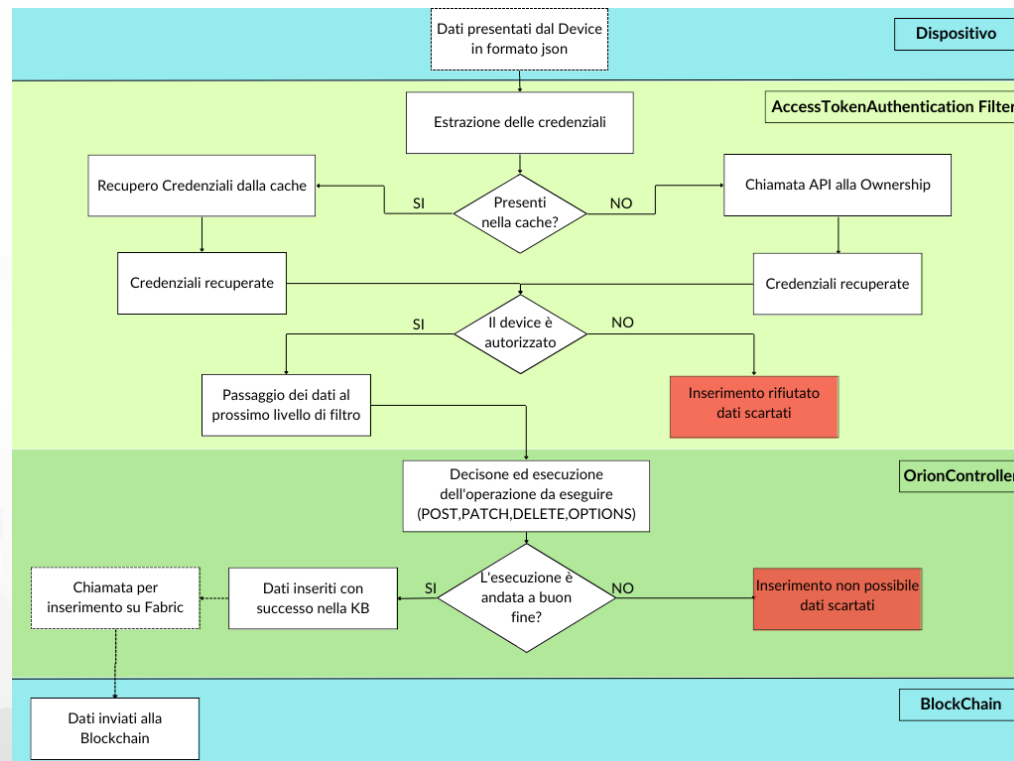 Dati presentati dal Device
in formato json
Dispositivo
AccessTokenAuthentication Filter
Estrazione delle credenziali
Recupero Credenziali dalla cache
SI
Presenti
nella cache?
NO
Chiamata API alla Ownership
Credenziali recuperate
Credenziali recuperate
SI
Il device è
autorizzato
NO
Passaggio dei dati al
prossimo livello di filtro
Inserimento rifiutato
dati scartati
OrionController
Decisone ed esecuzione
dell'operazione da eseguire
(POST,PATCH,DELETE,OPTIONS)
Chiamata per
inserimento su Fabric
Dati inseriti con
successo nella KB
SI
L'esecuzione è
andata a buon
fine?
NO
Inserimento non possibile
dati scartati
BlockChain
Dati inviati alla
Blockchain